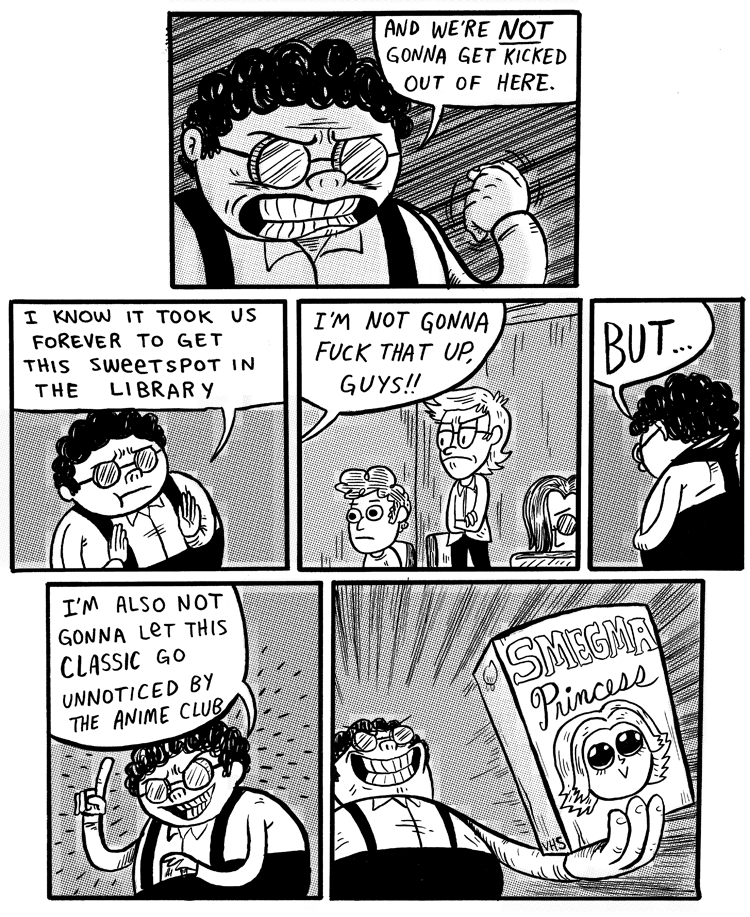 AND WE'RE NOT
GONNA GET KICKED
OUT OF HERE.
I KNOW IT TOOK US
FOREVER TO GET
THIS SWEETSPOT IN
THE LIBRARY
I'M NOT GONNA
FUCK THAT UP,
GUYS!!
BUT...
I'M ALSO NOT
GONNA LET THIS
CLASSIC GO
UNNOTICED BY
THE ANIME CLUB
SMEGMA
Princess
VHS